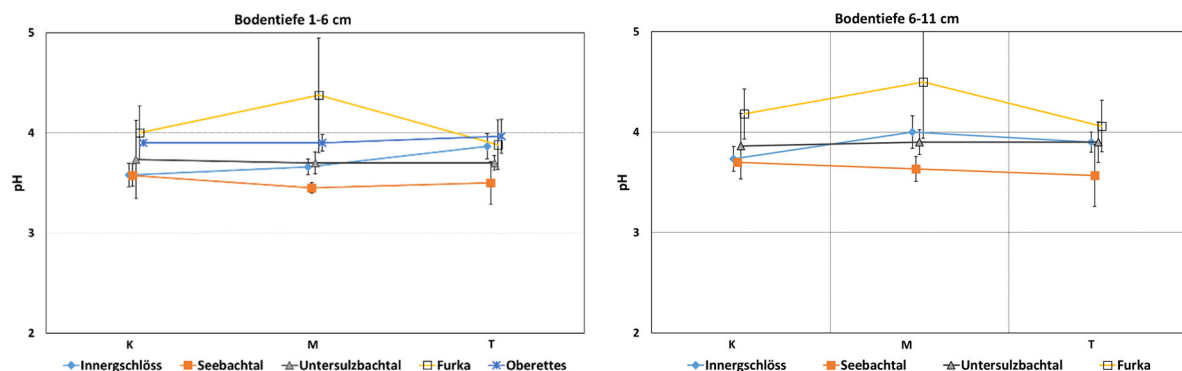 Bodentiefe 1-6 cm
5
4
3
2
pH
K M T
Innergschlöss Seebachtal Untersulzbachtal Furka Oberettes
Bodentiefe 6-11 cm
5
4
3
2
pH
K M T
Innergschlöss Seebachtal Untersulzbachtal Furka